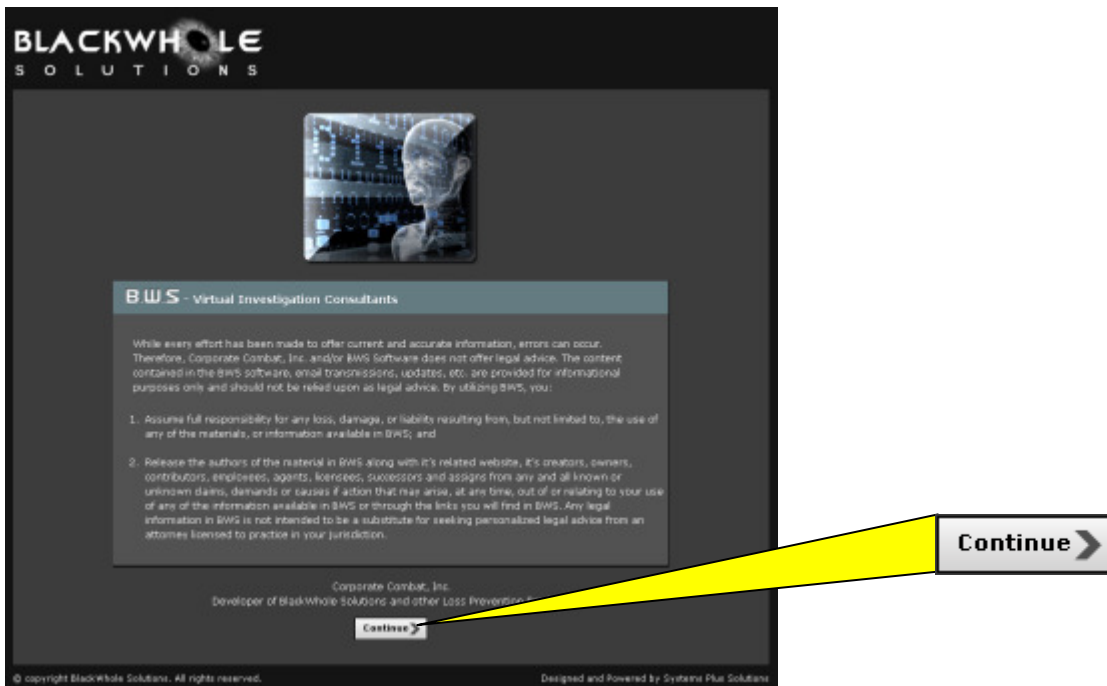 BLACKWHOLE
SOLUTIONS
B.W.S - Virtual Investigation Consultants
While every effort has been made to offer current and accurate information, errors can occur.
Therefore, Corporate Combat, Inc. and/or BWS Software does not offer legal advice. The content
contained in the BWS software, email transmissions, updates, etc. are provided for informational
purposes only and should not be relied upon as legal advice. By utilizing BWS, you:
1. Assume full responsibility for any loss, damage, or liability resulting from, but not limited to, the use of
any of the materials, or information available in BWS; and
2. Release the authors of the material in BWS along with it's related website, it's creators, owners,
contributors, employees, agents, licensees, successors and assigns from any and all known or
unknown claims, demands or causes if action that may arise, at any time, out of or relating to your use
of any of the information available in BWS or through the links you will find in BWS. Any legal
information in BWS is not intended to be a substitute for seeking personalized legal advice from an
attorney licensed to practice in your jurisdiction.
Corporate Combat, Inc.
Developer of BlackWhole Solutions and other Loss Prevention
Continue
Continue
© copyright BlackWhole Solutions. All rights reserved.
Designed and Powered by Systems Plus Solutions